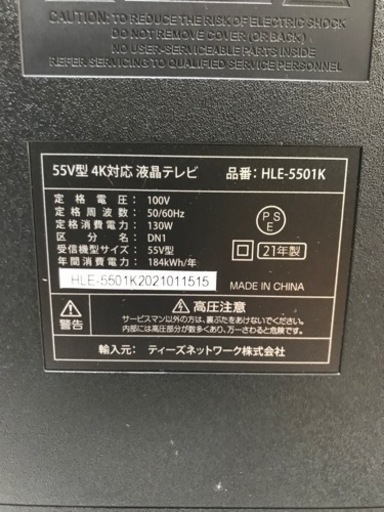 CAUTION: TO REDUCE THE RISK OF ELECTRIC SHOCK
DO NOT REMOVE COVER (OR BACK)
NO USER-SERVICEABLE PARTS INSIDE
REFER SERVICING TO QUALIFIED SERVICE PERSONNEL
55V型 4K対応 液晶テレビ 品番：HLE-5501K
定格電圧：100V
定格周波数：50/60Hz
定格消費電力：130W
区分：DN1
受信機型サイズ：55V型
年間消費電力：184kWh/年
PSE
21年製
HLE-5501K2021011515
MADE IN CHINA
警告
高圧注意
サービスマン以外の方は、裏ぶたをあけないでください。
内部には高圧部分が数多くあり、万一さわると危険です。
輸入元：ティーズネットワーク株式会社